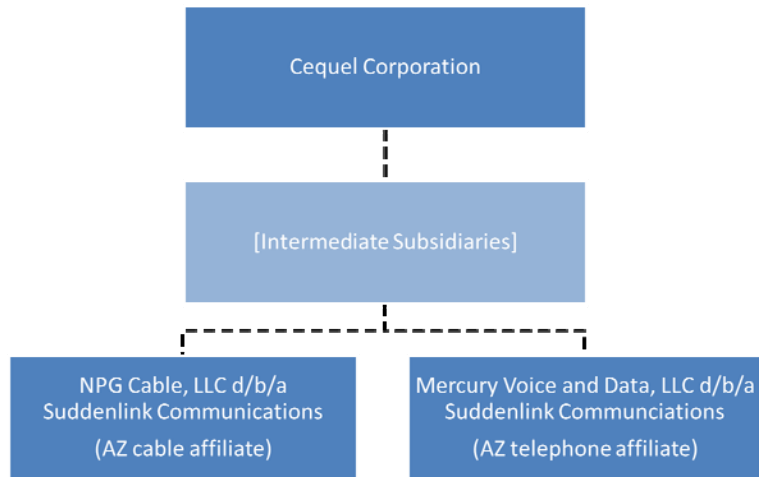 Cequel Corporation
[Intermediate Subsidiaries]
NPG Cable, LLC d/b/a
Suddenlink Communications
(AZ cable affiliate)
Mercury Voice and Data, LLC d/b/a
Suddenlink Communciations
(AZ telephone affiliate)